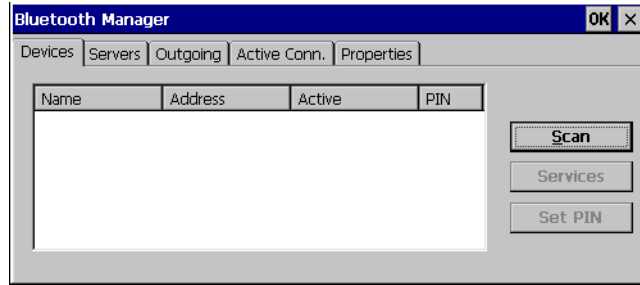 Bluetooth Manager OK ×
Devices Servers Outgoing Active Conn. Properties
Name Address Active PIN
Scan
Services
Set PIN